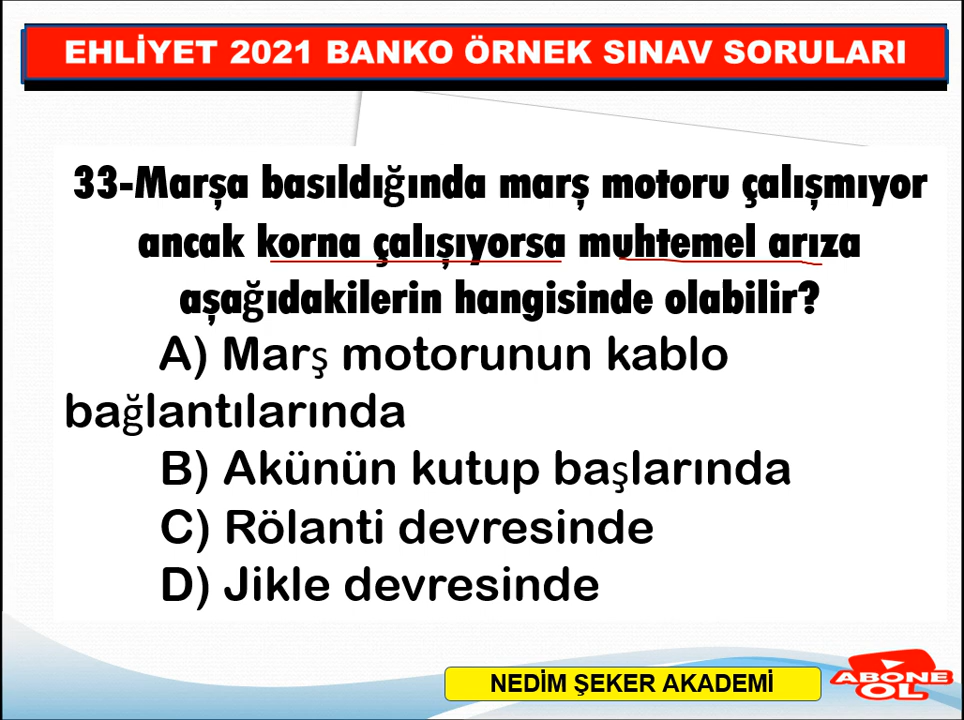 EHLİYET 2021 BANKO ÖRNEK SINAV SORULARI
33-Marşa basıldığında marş motoru çalışmıyor
ancak korna çalışıyorsa muhtemel arıza
aşağıdakilerin hangisinde olabilir?
A) Marş motorunun kablo
bağlantılarında
B) Akünün kutup başlarında
C) Rölanti devresinde
D) Jikle devresinde
NEDİM ŞEKER AKADEMİ
ABONE
OL